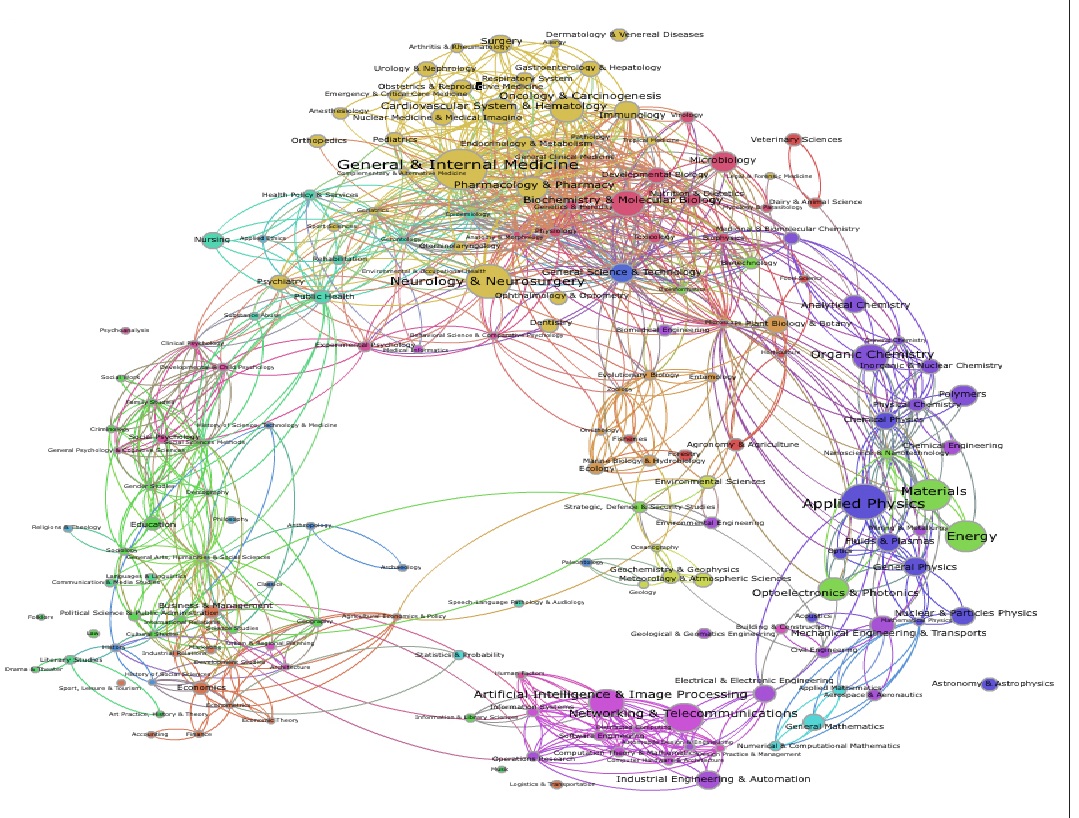 Dermatology & Venereal Diseases
Surgery
Allergy
Arthritis & Rheumatology
Urology & Nephrology
Gastroenterology & Hepatology
Respiratory System
Obstetrics & Reproductive Medicine
Emergency & Critical Care Medicine
Oncology & Carcinogenesis
Cardiovascular System & Hematology
Anesthesiology
Nuclear Medicine & Medical Imaging
Immunology
Virology
Orthopedics
Pediatrics
Pathology
Tropical Medicine
Veterinary Sciences
Endocrinology & Metabolism
General Clinical Medicine
Microbiology
General & Internal Medicine
Complementary & Alternative Medicine
Developmental Biology
Legal & Forensic Medicine
Pharmacology & Pharmacy
Health Policy & Services
Nutrition & Dietetics
Biochemistry & Molecular Biology
Dairy & Animal Science
Genetics & Heredity
Mycology & Parasitology
Geriatrics
Epidemiology
Sport Sciences
Physiology
Medicinal & Biomolecular Chemistry
Nursing
Applied Ethics
Gerontology
Anatomy & Morphology
Toxicology
Biophysics
Otorhinolaryngology
Rehabilitation
Biotechnology
Environmental & Occupational Health
General Science & Technology
Psychiatry
Neurology & Neurosurgery
Food Science
Bioinformatics
Public Health
Ophthalmology & Optometry
Analytical Chemistry
Substance Abuse
Dentistry
Microscopy
Plant Biology & Botany
Psychoanalysis
Biomedical Engineering
Behavioral Science & Comparative Psychology
Clinical Psychology
Experimental Psychology
Medical Informatics
General Chemistry
Horticulture
Organic Chemistry
Developmental & Child Psychology
Inorganic & Nuclear Chemistry
Social Work
Evolutionary Biology
Entomology
Zoology
Polymers
Family Studies
Physical Chemistry
Chemical Physics
History of Science, Technology & Medicine
Criminology
Ornithology
Social Psychology
Fisheries
Social Sciences Methods
Agronomy & Agriculture
Chemical Engineering
General Psychology & Cognitive Sciences
Forestry
Nanoscience & Nanotechnology
Marine Biology & Hydrobiology
Ecology
Environmental Sciences
Gender Studies
Demography
Materials
Applied Physics
Strategic, Defence & Security Studies
Philosophy
Education
Archaeology
Religions & Theology
Environmental Engineering
Mining & Metallurgy
Energy
Fluids & Plasmas
Oceanography
Sociology
Optics
General Arts, Humanities & Social Sciences
Paleontology
Archaeology
General Physics
Geochemistry & Geophysics
Languages & Linguistics
Meteorology & Atmospheric Sciences
Communication & Media Studies
Classics
Geology
Optoelectronics & Photonics
Speech-Language Pathology & Audiology
Business & Management
Political Science & Public Administration
Nuclear & Particles Physics
Folklore
Agricultural Economics & Policy
Acoustics
International Relations
Geography
Mathematical Physics
Building & Construction
Law
Cultural Studies
Geological & Geomatics Engineering
Mechanical Engineering & Transports
History
Marketing
Urban & Regional Planning
Civil Engineering
Industrial Relations
Statistics & Probability
Literary Studies
Development Studies
Drama & Theater
Architecture
History of Social Sciences
Human Factors
Electrical & Electronic Engineering
Astronomy & Astrophysics
Sport, Leisure & Tourism
Economics
Applied Mathematics
Artificial Intelligence & Image Processing
Aerospace & Aeronautics
Econometrics
Information Systems
Art Practice, History & Theory
Networking & Telecommunications
Information & Library Sciences
Economic Theory
General Mathematics
Accounting
Finance
Software Engineering
Numerical & Computational Mathematics
Computation Theory & Mathematics
Design Practice & Management
Operations Research
Computer Hardware & Architecture
Music
Industrial Engineering & Automation
Logistics & Transportation